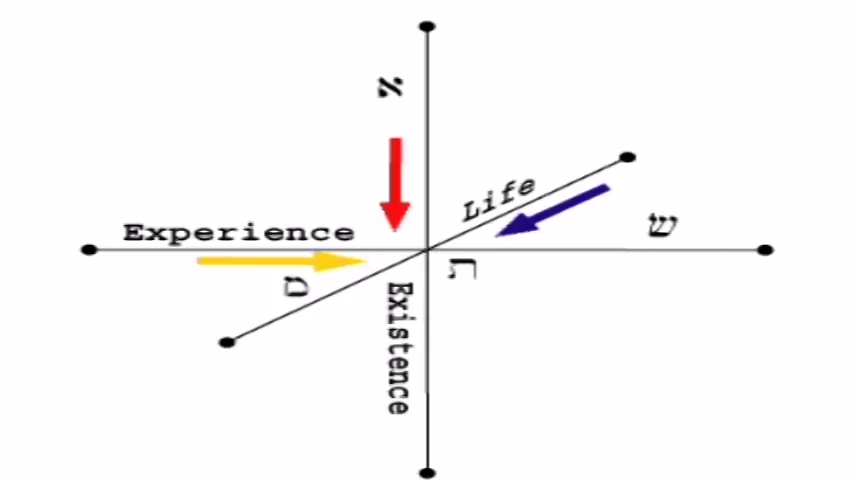 א
Life
ש
Experience
ת
מ
Existence